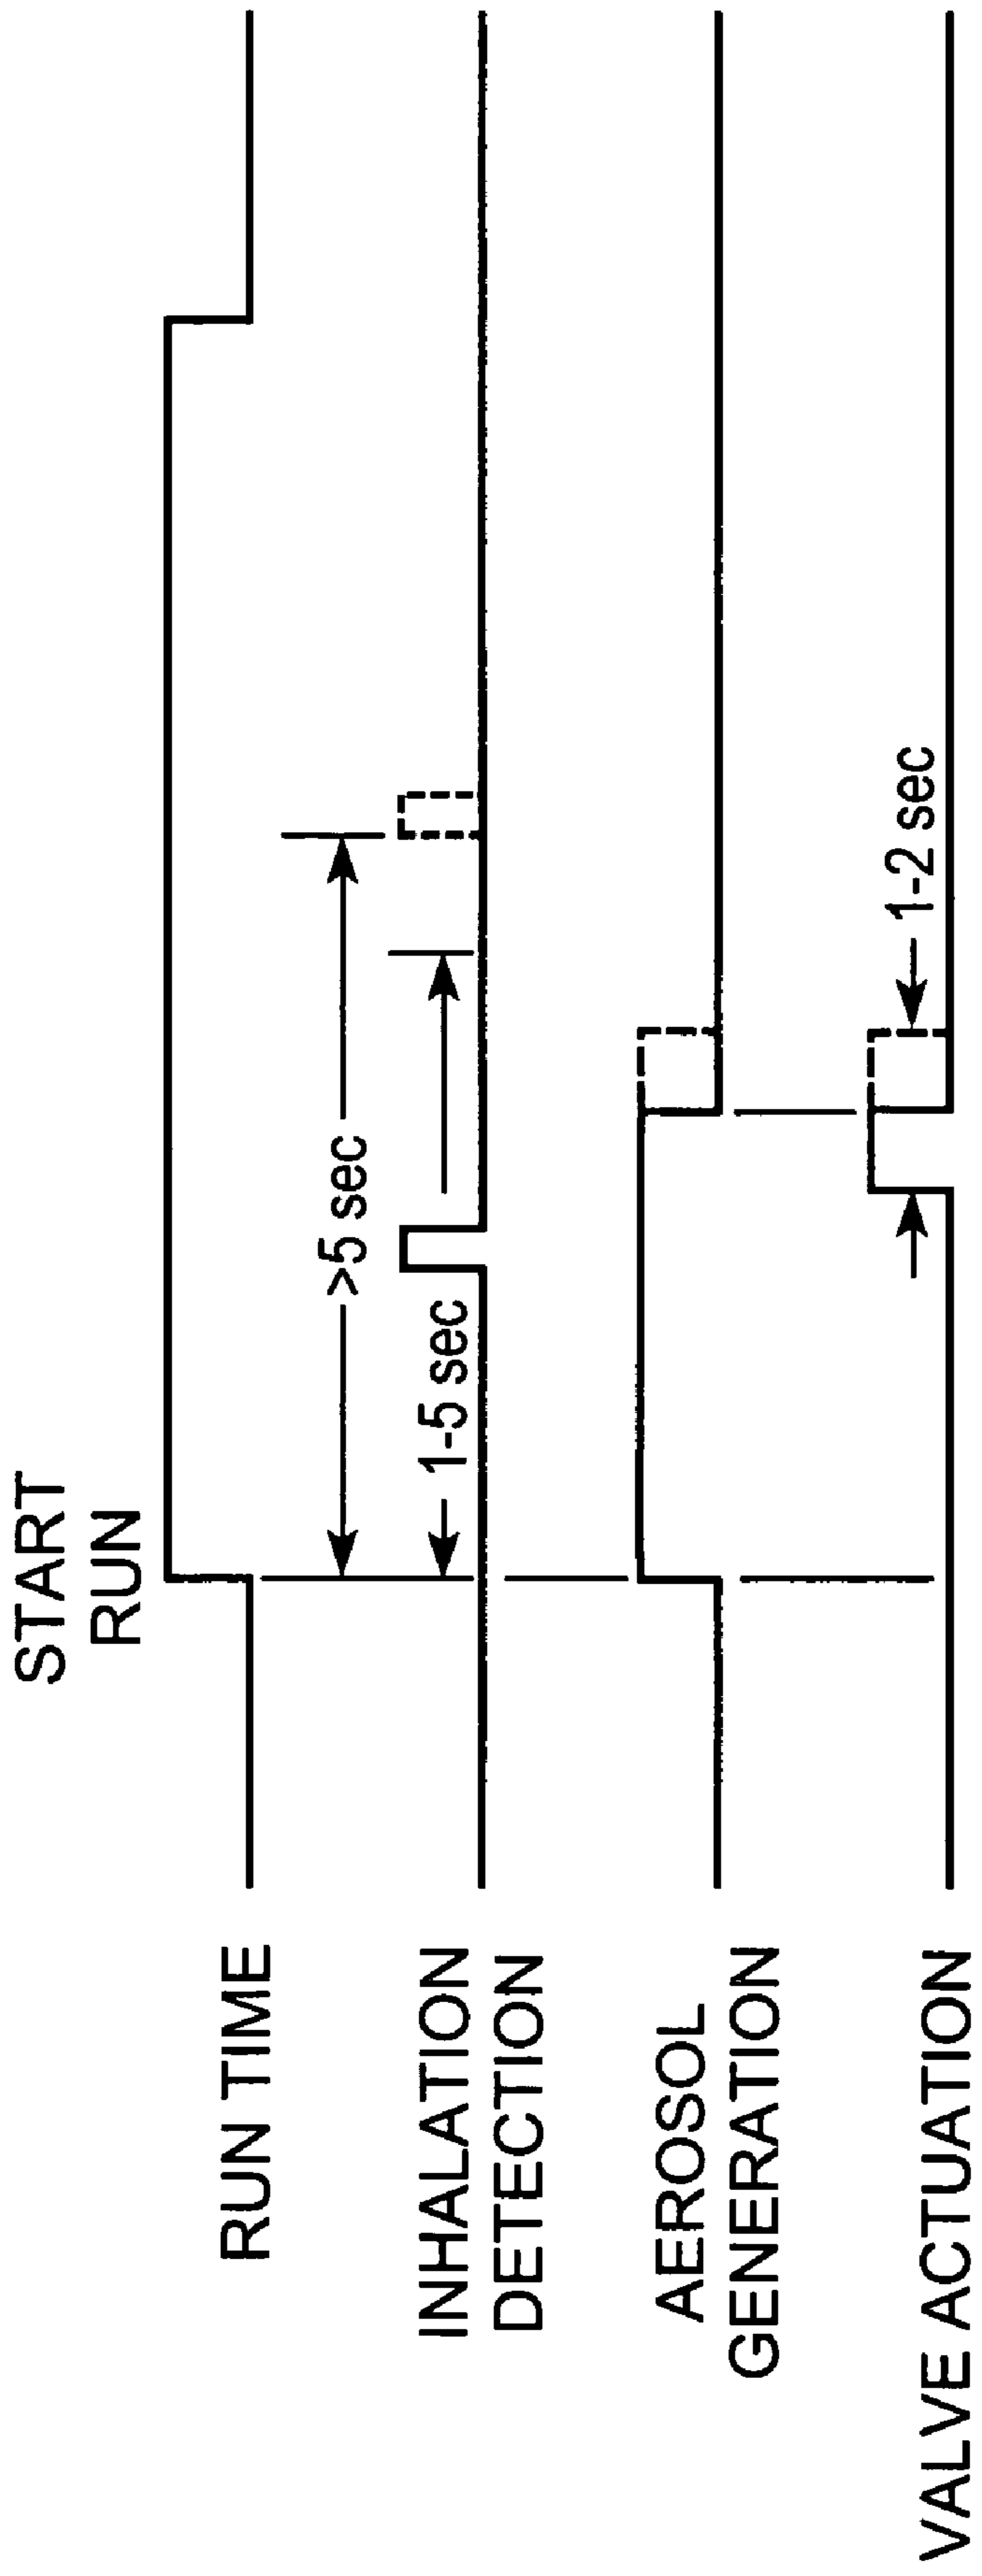 START
RUN
RUN TIME
>5 sec
INHALATION
DETECTION
1-5 sec
AEROSOL
GENERATION
VALVE ACTUATION
1-2 sec